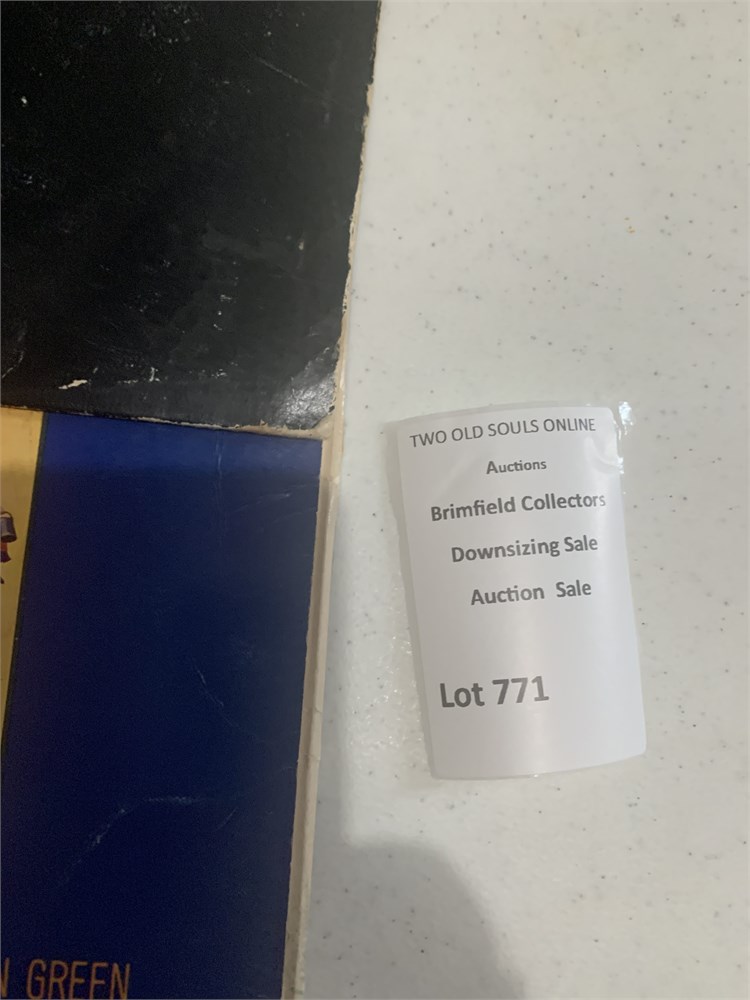 TWO OLD SOULS ONLINE
Auctions
Brimfield Collectors
Downsizing Sale
Auction Sale
Lot 771
GREEN